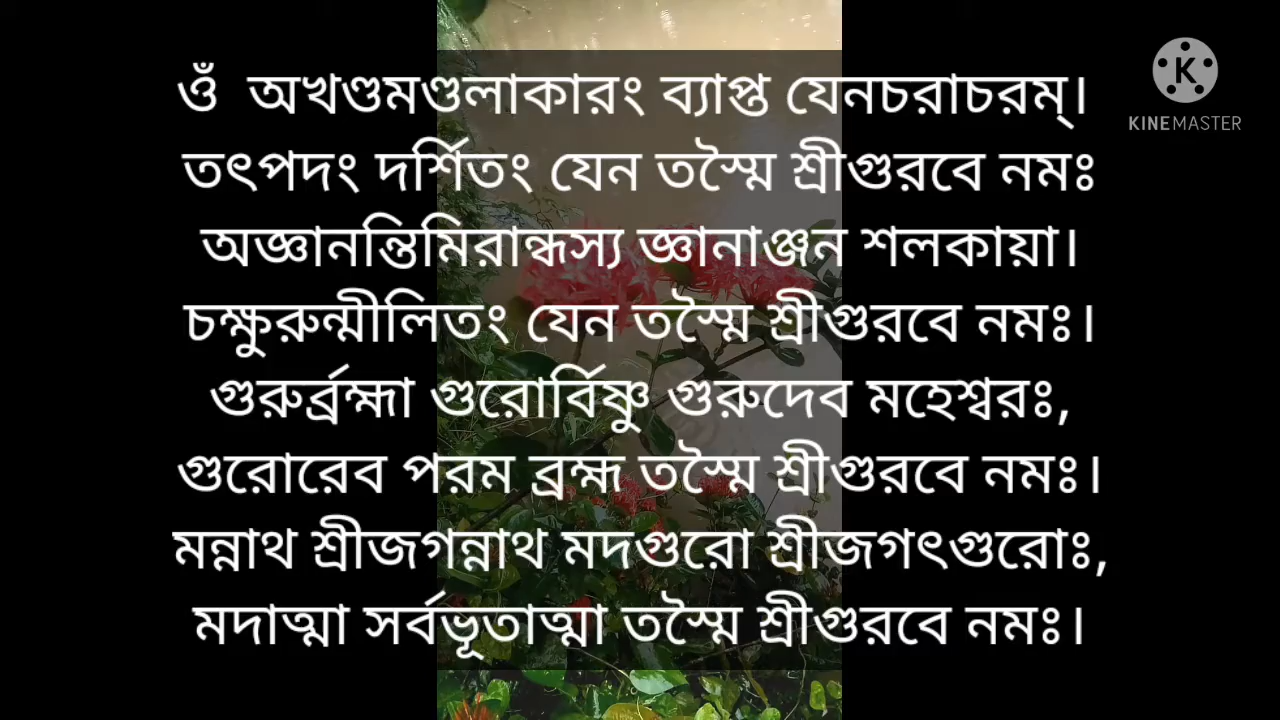 ওঁ অখণ্ডমণ্ডলাকারং ব্যাপ্ত যেনচরাচরম্।
তৎপদং দর্শিতং যেন তস্মৈ শ্রীগুরবে নমঃ
অজ্ঞানন্তিমিরান্ধস্য জ্ঞানাঞ্জন শলকায়া।
চক্ষুরুন্মীলিতং যেন তস্মৈ শ্রীগুরবে নমঃ।
গুরুর্ব্রহ্মা গুরোর্বিষ্ণু গুরুদেব মহেশ্বরঃ,
গুরোরেব পরম ব্রহ্ম তস্মৈ শ্রীগুরবে নমঃ।
মন্নাথ শ্রীজগন্নাথ মদগুরো শ্রীজগৎগুরোঃ,
মদাত্মা সর্বভূতাত্মা তস্মৈ শ্রীগুরবে নমঃ।
K
KINEMASTER